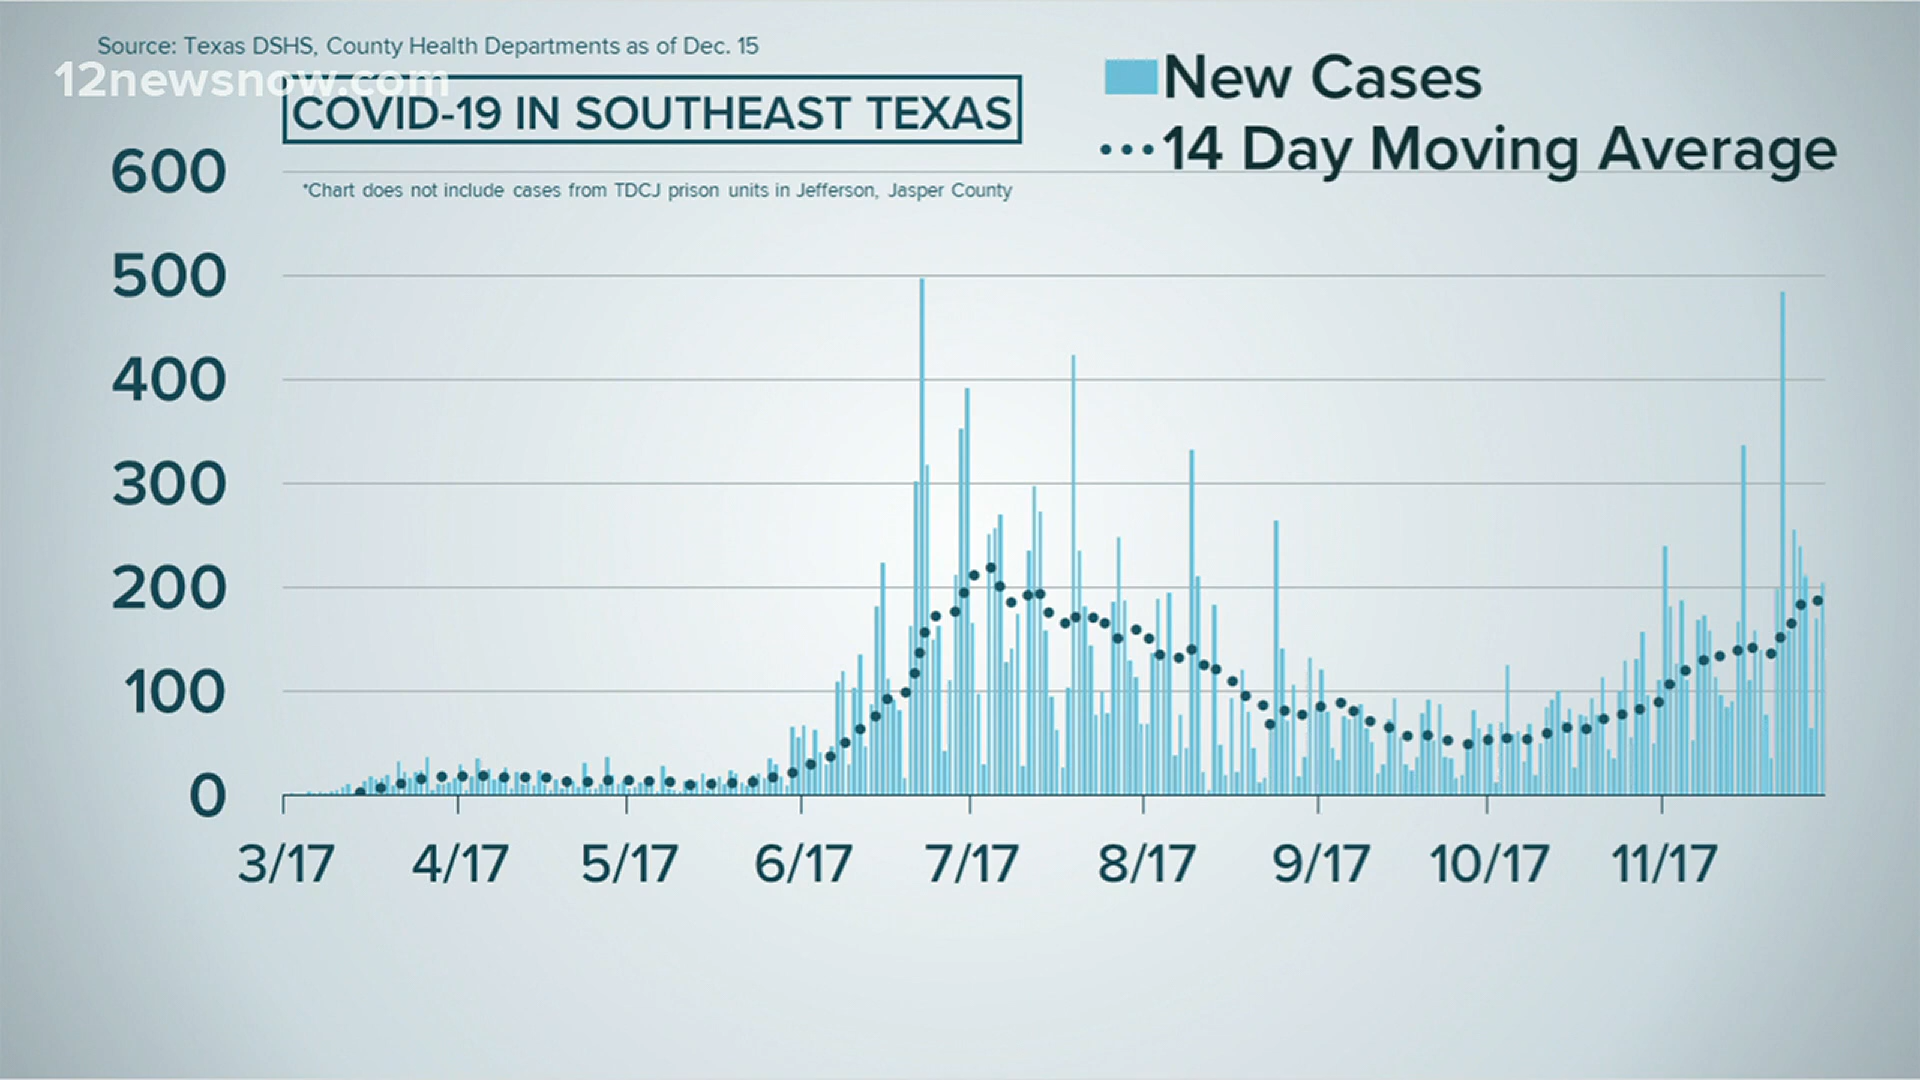 Source: Texas DSHS, County Health Departments as of Dec. 15
12newsnow.com
COVID-19 IN SOUTHEAST TEXAS
New Cases
14 Day Moving Average
*Chart does not include cases from TDCJ prison units in Jefferson, Jasper County
600
500
400
300
200
100
0
3/17 4/17 5/17 6/17 7/17 8/17 9/17 10/17 11/17